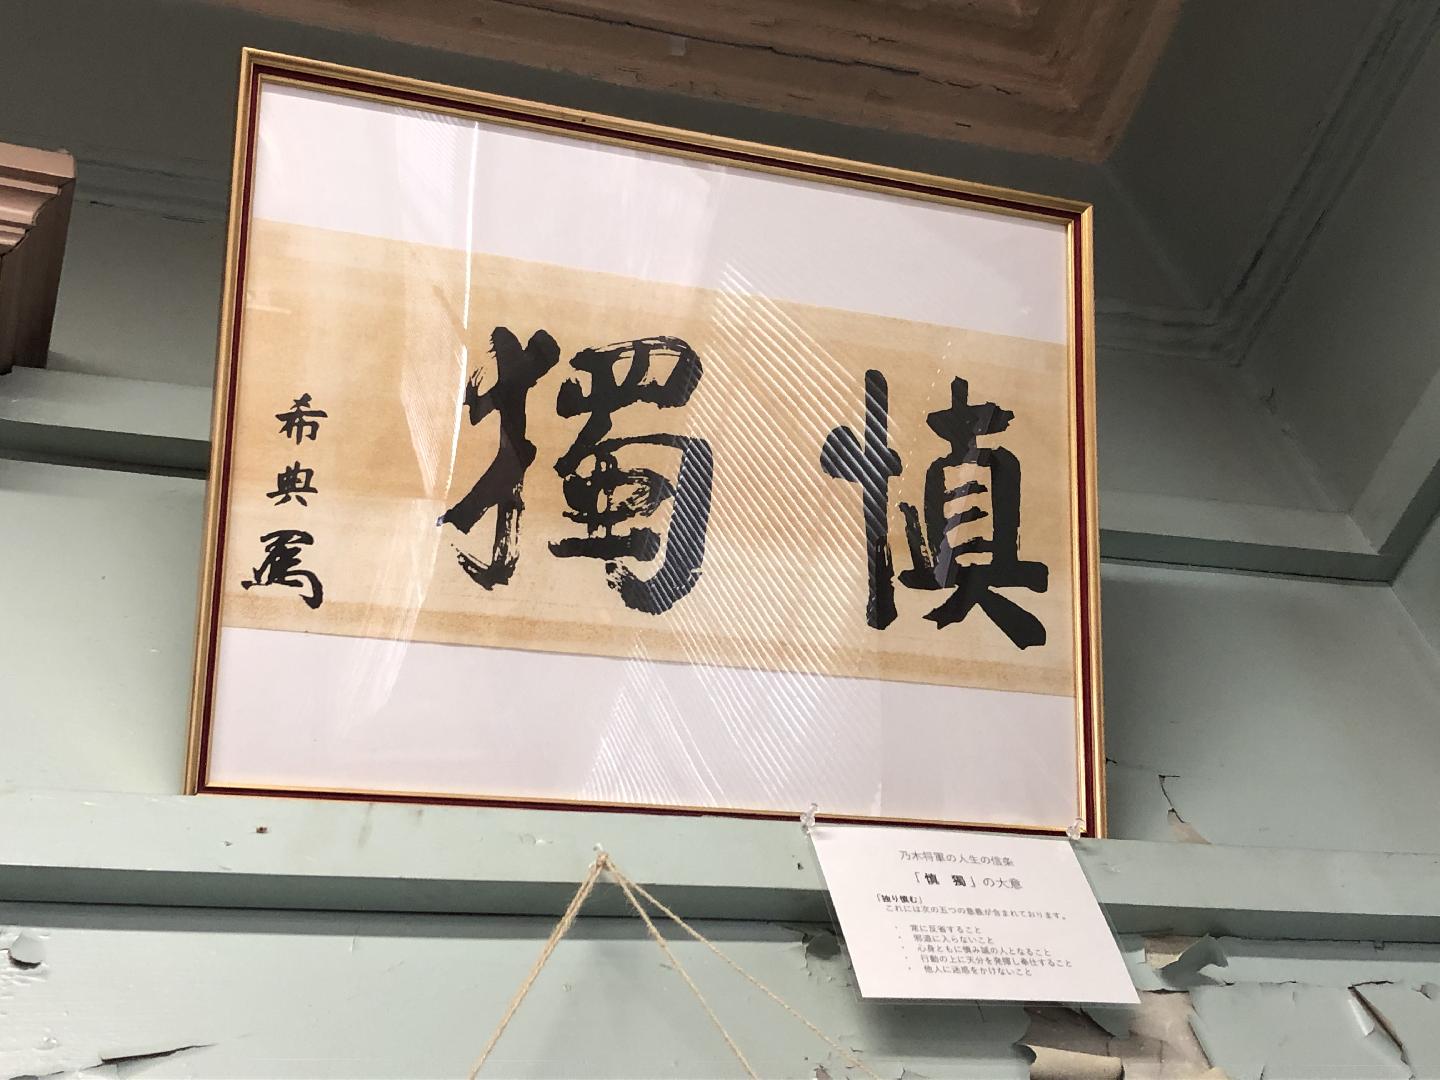 慎獨
希典書
乃木将軍の人生の信条
「慎　獨」の大意
「独り慎む」
これには次の五つの意義が含まれております。
・ 常に反省すること
・ 邪道に入らないこと
・ 心身ともに慎み誠の人となること
・ 行動の上に天分を発揮し奉仕すること
・ 他人に迷惑をかけないこと